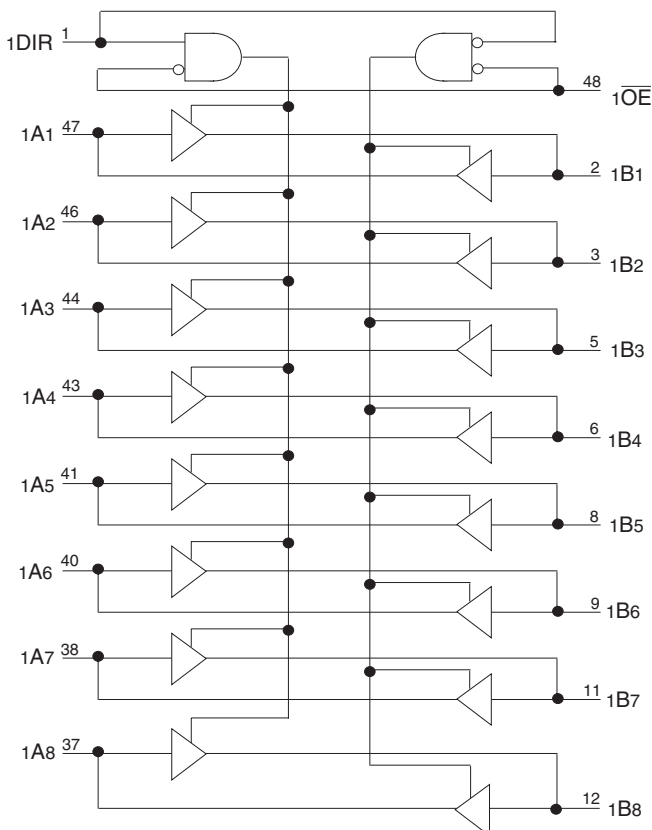 1DIR 1
48 1O̅E̅
1A1 47
2 1B1
1A2 46
3 1B2
1A3 44
5 1B3
1A4 43
6 1B4
1A5 41
8 1B5
1A6 40
9 1B6
1A7 38
11 1B7
1A8 37
12 1B8